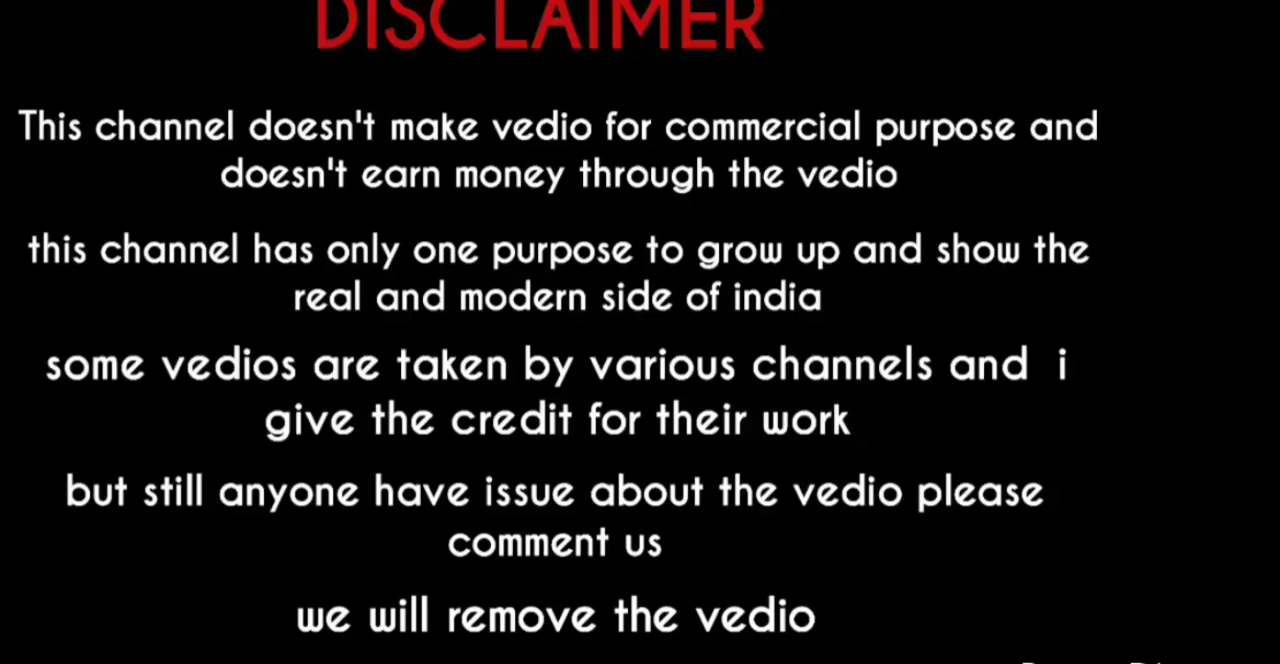 DISCLAIMER
This channel doesn't make vedio for commercial purpose and
doesn't earn money through the vedio
this channel has only one purpose to grow up and show the
real and modern side of india
some vedios are taken by various channels and i
give the credit for their work
but still anyone have issue about the vedio please
comment us
we will remove the vedio